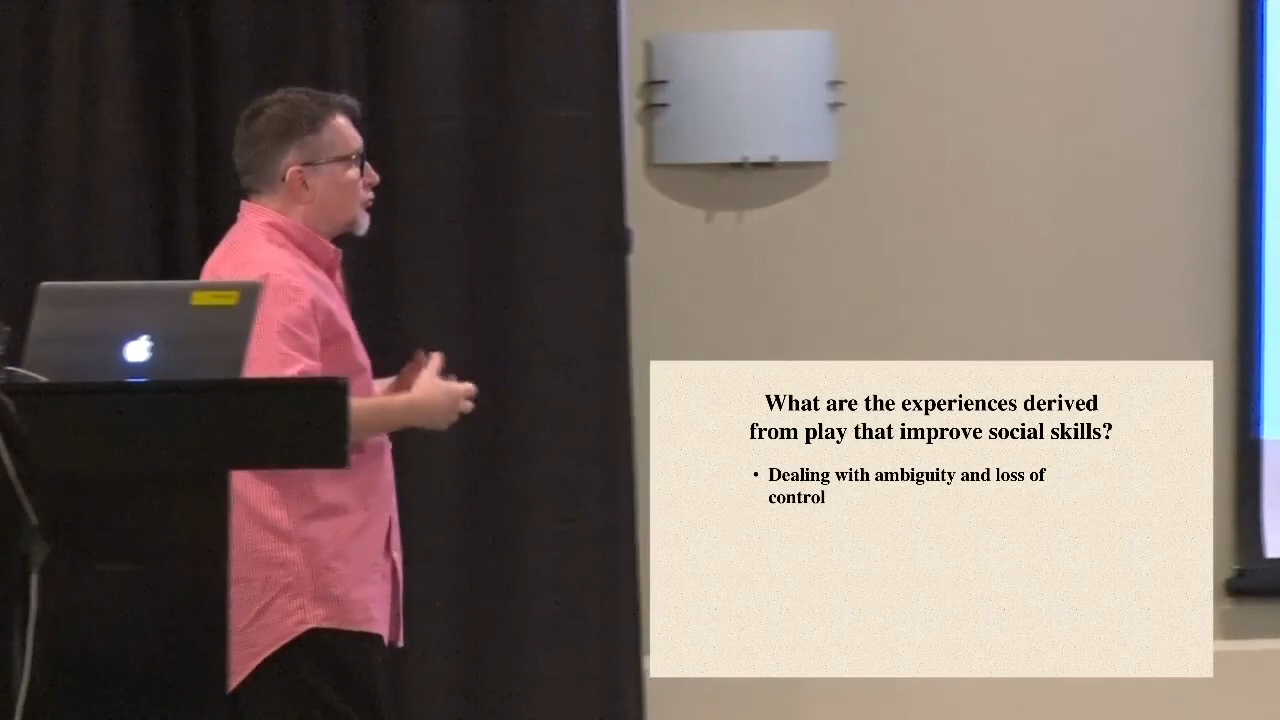 What are the experiences derived
from play that improve social skills?
• Dealing with ambiguity and loss of
control